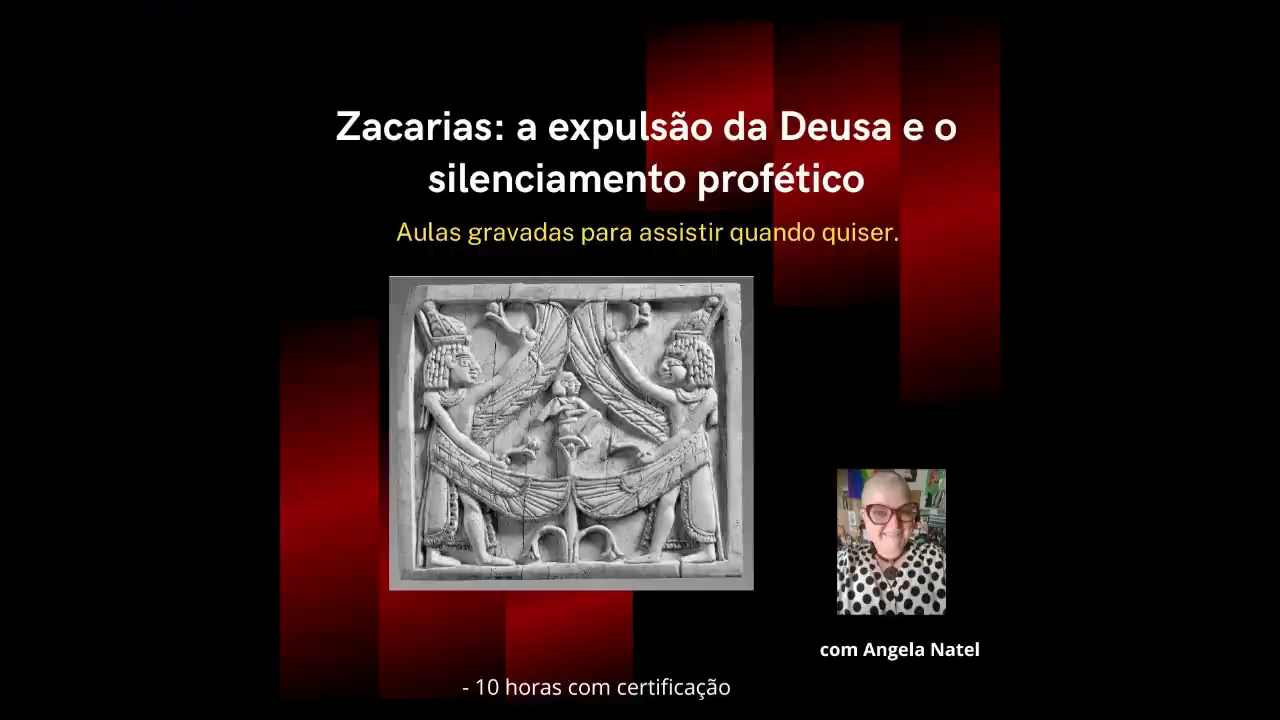 Zacarias: a expulsão da Deusa e o
silenciamento profético
Aulas gravadas para assistir quando quiser.
com Angela Natel
- 10 horas com certificação